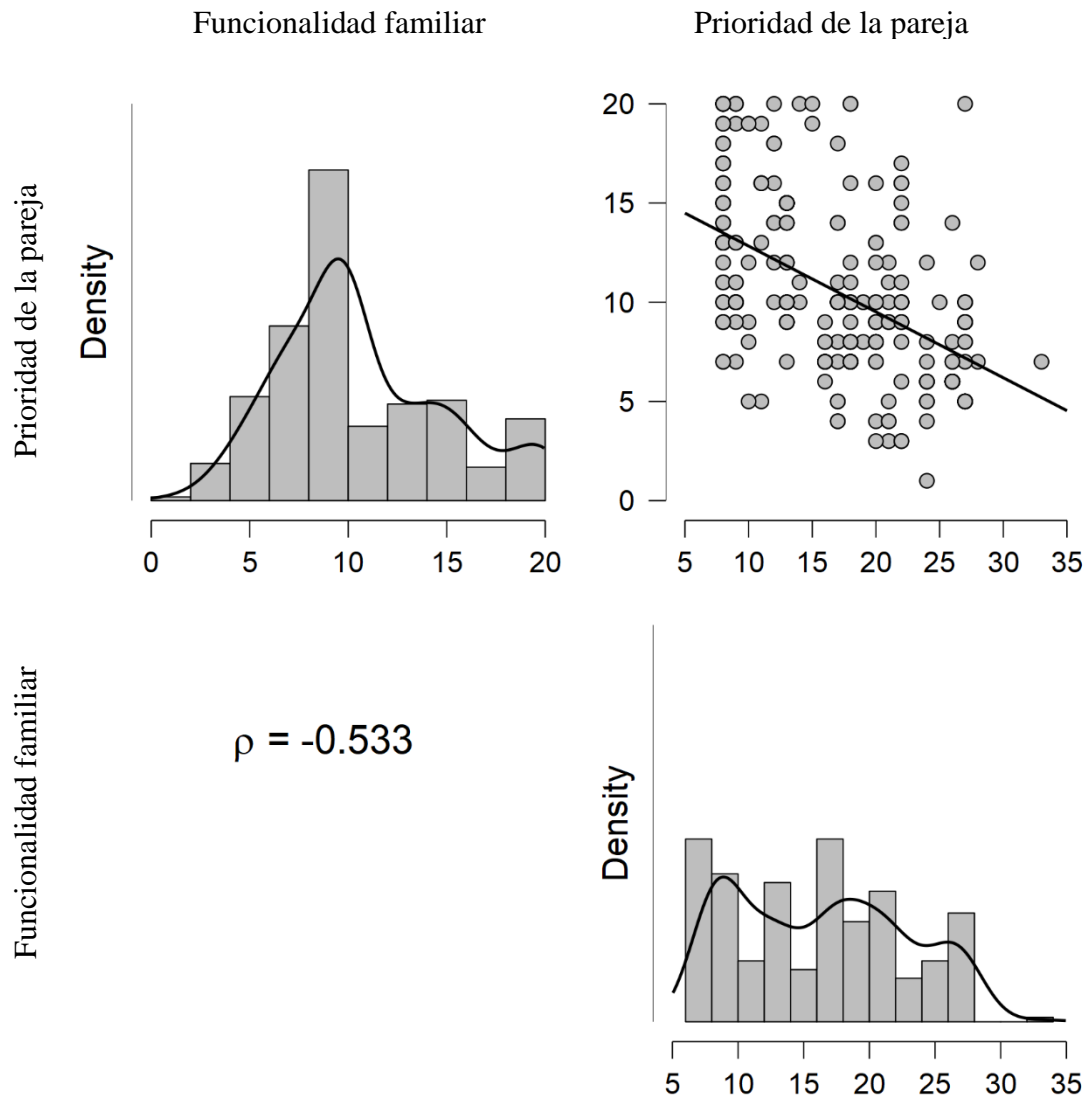 Funcionalidad familiar
Prioridad de la pareja
Prioridad de la pareja
Density
0 5 10 15 20
20
15
10
5
0
5 10 15 20 25 30 35
Funcionalidad familiar
ρ = -0.533
Density
5 10 15 20 25 30 35